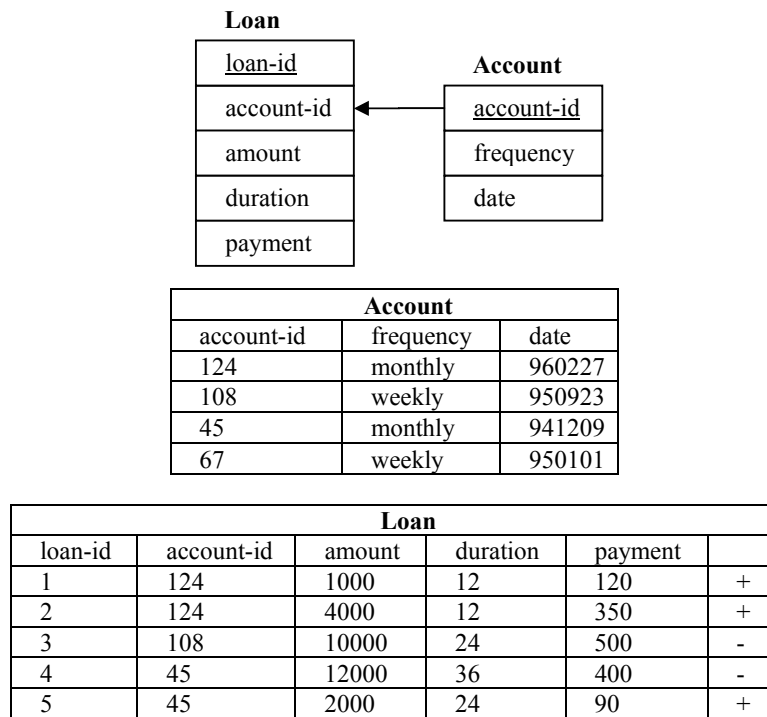 Loan
loan-id
account-id
amount
duration
payment
Account
account-id
frequency
date
Account
account-id frequency date
124 monthly 960227
108 weekly 950923
45 monthly 941209
67 weekly 950101
Loan
loan-id account-id amount duration payment
1 124 1000 12 120 +
2 124 4000 12 350 +
3 108 10000 24 500 -
4 45 12000 36 400 -
5 45 2000 24 90 +